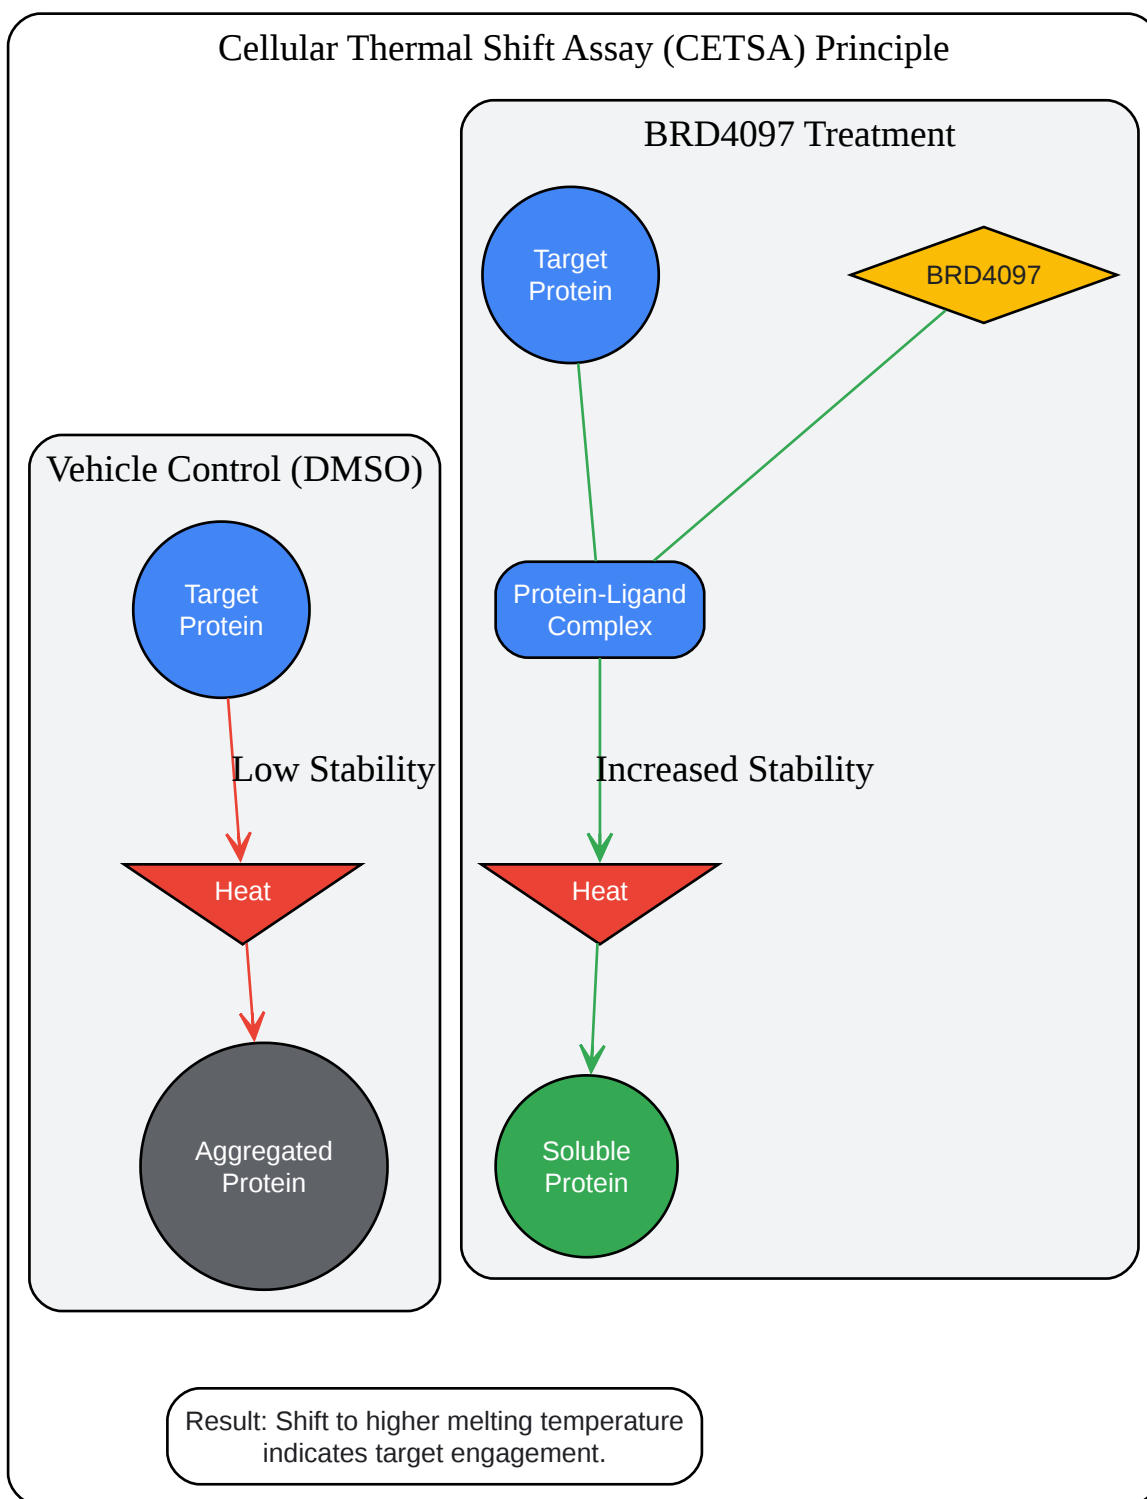 Cellular Thermal Shift Assay (CETSA) Principle
BRD4097 Treatment
Target
Protein
BRD4097
Vehicle Control (DMSO)
Target
Protein
Protein-Ligand
Complex
Low Stability
Increased Stability
Heat
Heat
Aggregated
Protein
Soluble
Protein
Result: Shift to higher melting temperature
indicates target engagement.